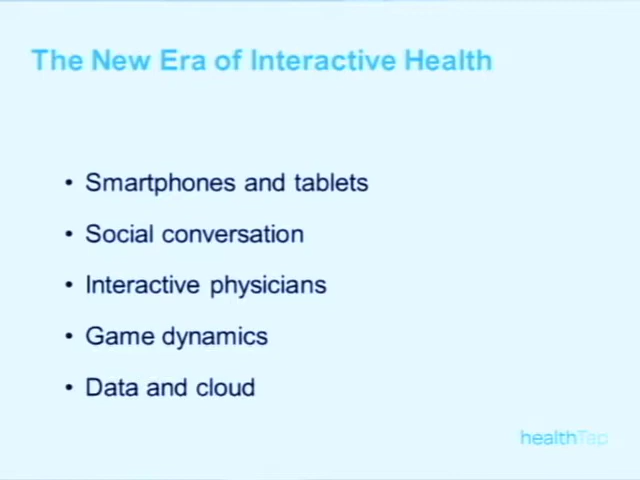 The New Era of Interactive Health
• Smartphones and tablets
• Social conversation
• Interactive physicians
• Game dynamics
• Data and cloud
healthTap